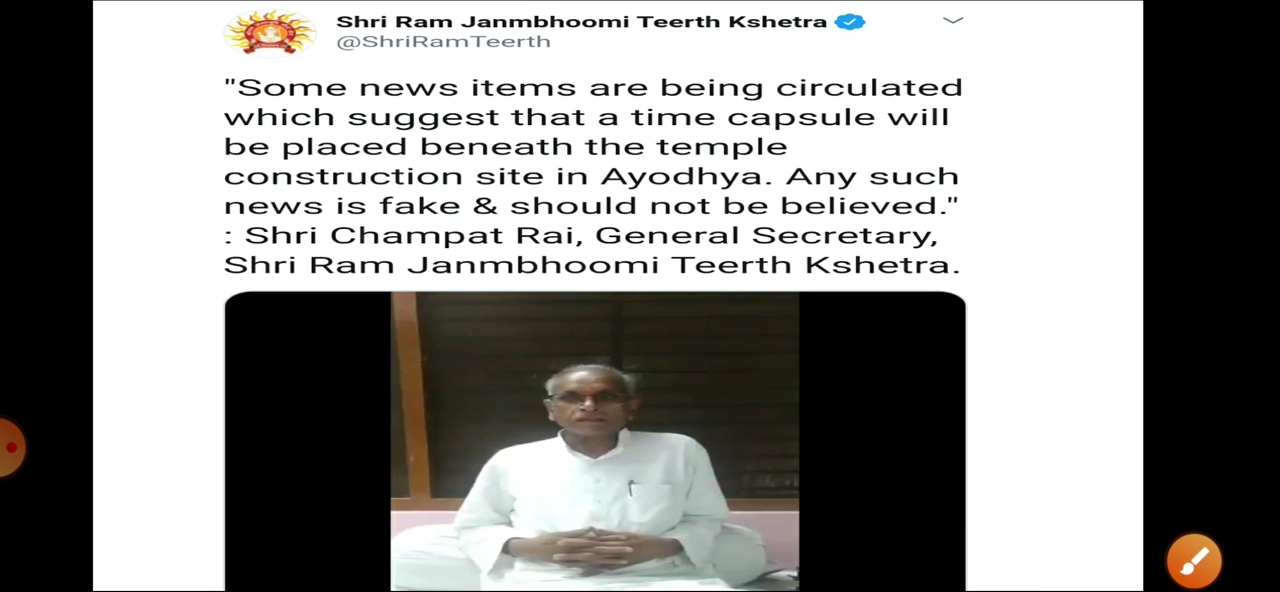 Shri Ram Janmbhoomi Teerth Kshetra
@ShriRamTeerth
"Some news items are being circulated
which suggest that a time capsule will
be placed beneath the temple
construction site in Ayodhya. Any such
news is fake & should not be believed."
: Shri Champat Rai, General Secretary,
Shri Ram Janmbhoomi Teerth Kshetra.